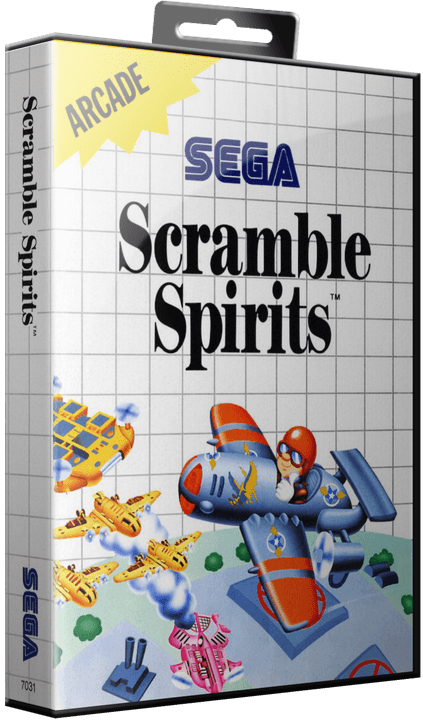 ARCADE
SEGA
Scramble
Spirits™
Scramble Spirits™
SEGA
7031